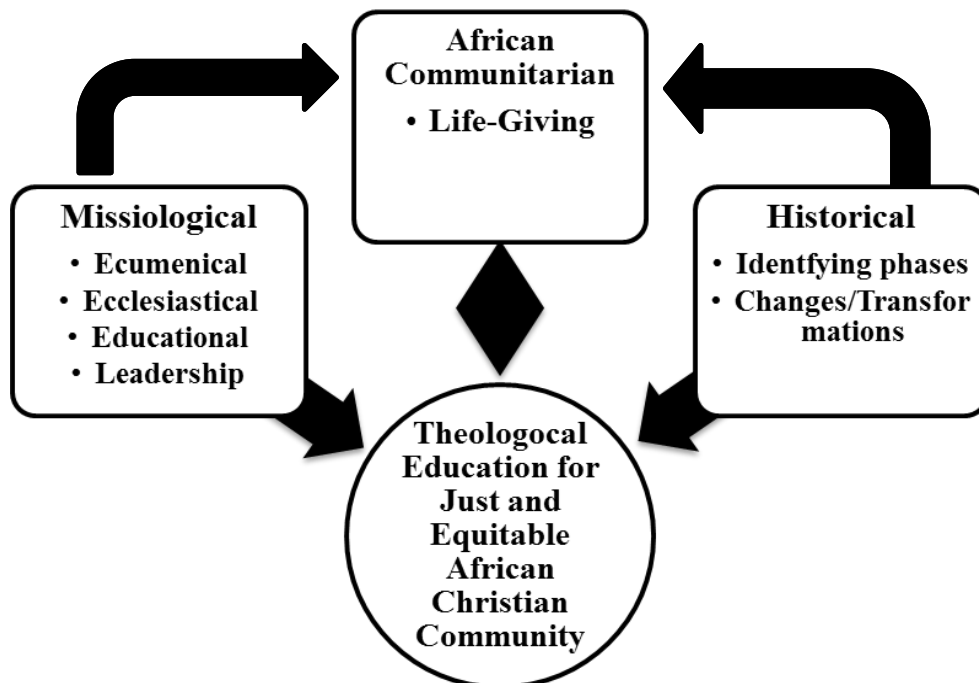 African
Communitarian
• Life-Giving
Missiological
• Ecumenical
• Ecclesiastical
• Educational
• Leadership
Historical
• Identfying phases
• Changes/Transfor
mations
Theologocal
Education for
Just and
Equitable
African
Christian
Community